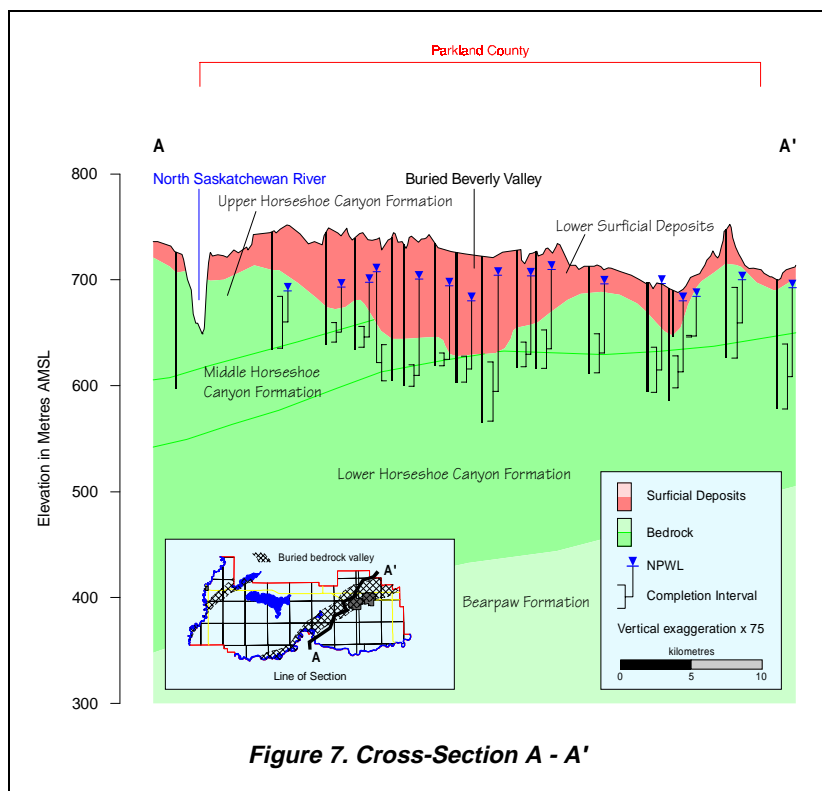 Parkland County
A
A'
800
700
600
500
400
300
Elevation in Metres AMSL
North Saskatchewan River
Upper Horseshoe Canyon Formation
Buried Beverly Valley
Lower Surficial Deposits
Middle Horseshoe
Canyon Formation
Lower Horseshoe Canyon Formation
Bearpaw Formation
Buried bedrock valley
A'
A
Line of Section
Surficial Deposits
Bedrock
NPWL
Completion Interval
Vertical exaggeration x 75
kilometres
0
5
10
Figure 7. Cross-Section A - A'